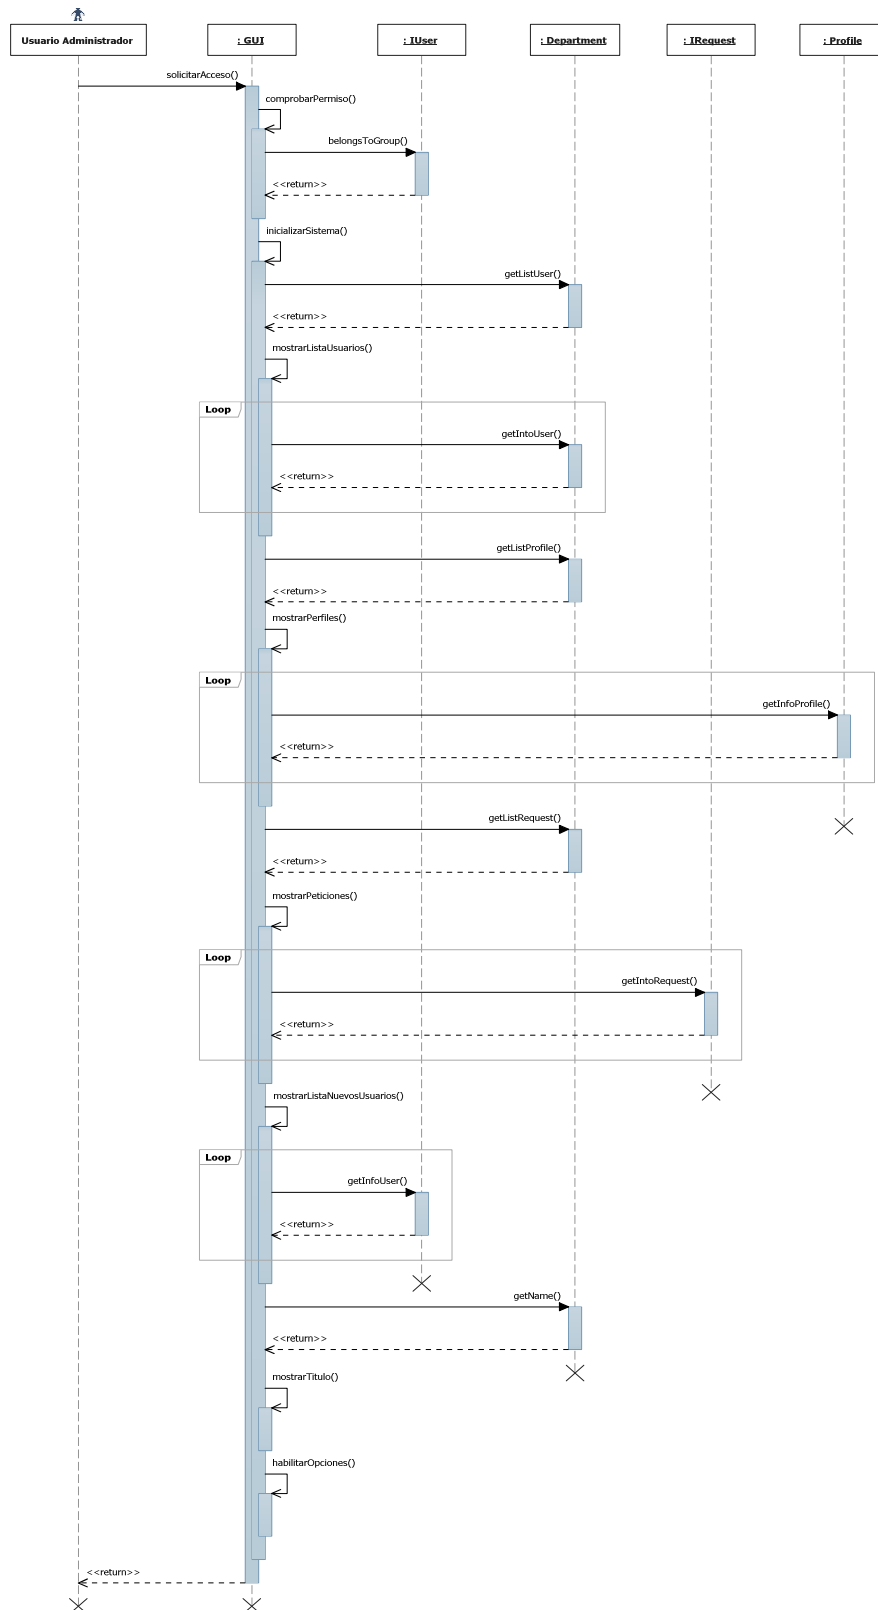 Usuario Administrador
: GUI
: IUser
: Department
: IRequest
: Profile
solicitarAcceso()
comprobarPermiso()
belongsToGroup()
<<return>>
inicializarSistema()
getListUser()
<<return>>
mostrarListaUsuarios()
Loop
getIntoUser()
<<return>>
getListProfile()
<<return>>
mostrarPerfiles()
Loop
getInfoProfile()
<<return>>
getListRequest()
<<return>>
mostrarPeticiones()
Loop
getIntoRequest()
<<return>>
mostrarListaNuevosUsuarios()
Loop
getInfoUser()
<<return>>
getName()
<<return>>
mostrarTitulo()
habilitarOpciones()
<<return>>